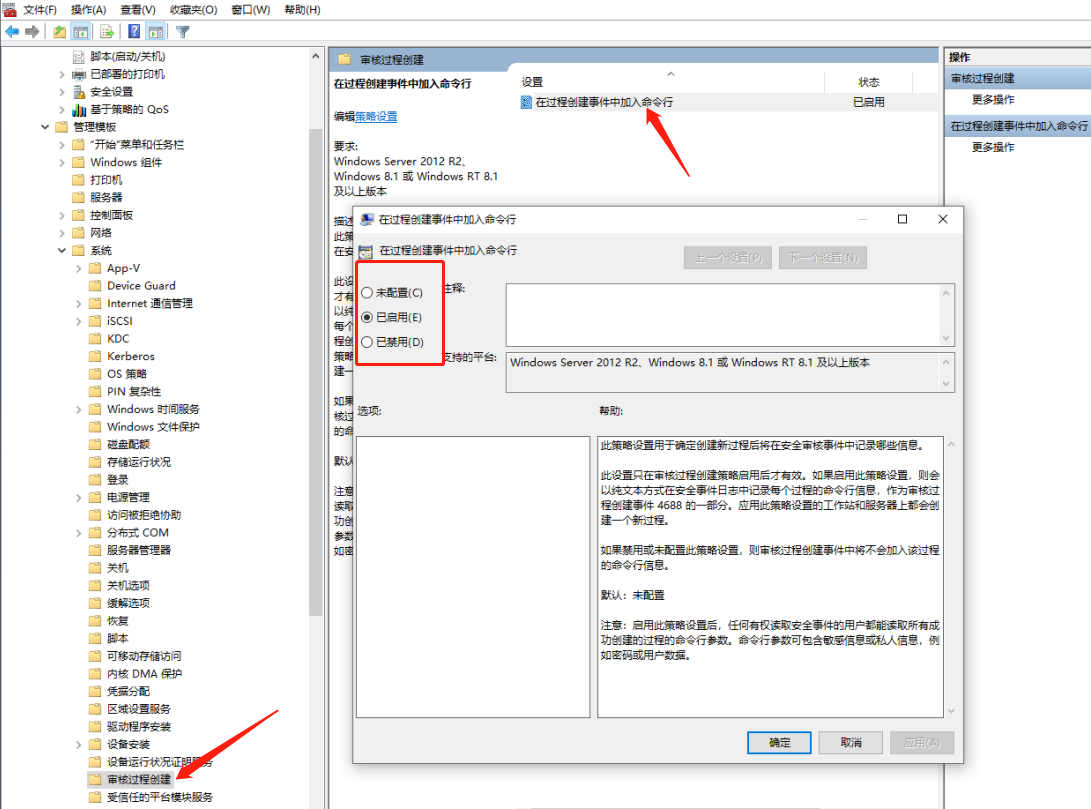 文件(F) 操作(A) 查看(V) 收藏夹(O) 窗口(W) 帮助(H)
脚本(启动/关机)
已部署的打印机
安全设置
基于策略的 QoS
管理模板
“开始”菜单和任务栏
Windows 组件
打印机
服务器
控制面板
网络
系统
App-V
Device Guard
Internet 通信管理
iSCSI
KDC
Kerberos
OS 策略
PIN 复杂性
Windows 时间服务
Windows 文件保护
磁盘配额
存储运行状况
登录
电源管理
访问被拒绝协助
分布式 COM
服务器管理器
关机
关机选项
缓解选项
恢复
脚本
可移动存储访问
内核 DMA 保护
凭据分配
区域设置服务
驱动程序安装
设备安装
设备运行状况证明服务
审核过程创建
受信任的平台模块服务
审核过程创建
在过程创建事件中加入命令行
编辑策略设置
要求:
Windows Server 2012 R2、
Windows 8.1 或 Windows RT 8.1
及以上版本
描述
此策
在安
此设
才有
以纯
每个
程创
策略
建一
如果
核过
的命
默认
注意
读取
功创
参数
如密
设置 状态
在过程创建事件中加入命令行 已启用
操作
审核过程创建
更多操作
在过程创建事件中加入命令行
更多操作
在过程创建事件中加入命令行
在过程创建事件中加入命令行
上一个设置(P) 下一个设置(N)
未配置(C) 注释:
已启用(E)
已禁用(D)
支持的平台:
Windows Server 2012 R2、Windows 8.1 或 Windows RT 8.1 及以上版本
选项: 帮助:
此策略设置用于确定创建新过程后将在安全审核事件中记录哪些信息。
此设置只在审核过程创建策略启用后才有效。如果启用此策略设置，则会
以纯文本方式在安全事件日志中记录每个过程的命令行信息，作为审核过
程创建事件 4688 的一部分。应用此策略设置的工作站和服务器上都会创
建一个新过程。
如果禁用或未配置此策略设置，则审核过程创建事件中将不会加入该过程
的命令行信息。
默认：未配置
注意：启用此策略设置后，任何有权读取安全事件的用户都能读取所有成
功创建的过程的命令行参数。命令行参数可包含敏感信息或私人信息，例
如密码或用户数据。
确定 取消 应用(A)